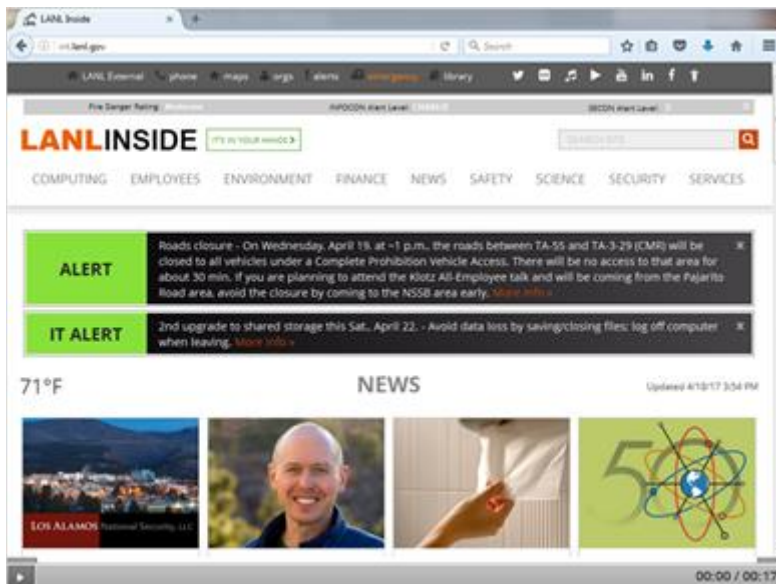 LANL Inside
int.lanl.gov
Search
LANL External phone maps orgs alerts emergency library
Fire Danger Rating: INFOCON Alert Level: SECON Alert Level:
LANLINSIDE IT'S IN YOUR HANDS SEARCH SITE
COMPUTING EMPLOYEES ENVIRONMENT FINANCE NEWS SAFETY SCIENCE SECURITY SERVICES
ALERT
Roads closure - On Wednesday, April 19, at ~1 p.m., the roads between TA-55 and TA-3-29 (CMR) will be
closed to all vehicles under a Complete Prohibition Vehicle Access. There will be no access to that area for
about 30 min. If you are planning to attend the Klotz All-Employee talk and will be coming from the Pajarito
Road area, avoid the closure by coming to the NSSB area early. More info »
IT ALERT
2nd upgrade to shared storage this Sat., April 22. - Avoid data loss by saving/closing files; log off computer
when leaving. More info »
71°F NEWS Updated 4/18/17 3:54 PM
LOS ALAMOS National Security, LLC
50
00:00 / 00:17